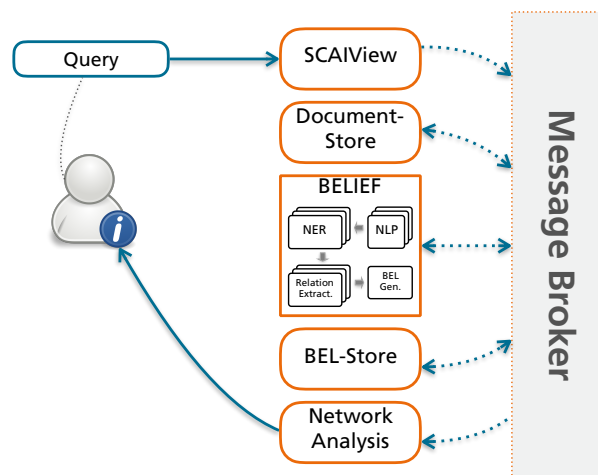 Query
SCAIView
Document-
Store
BELIEF
NER
NLP
Relation
Extract.
BEL
Gen.
BEL-Store
Network
Analysis
Message Broker
i